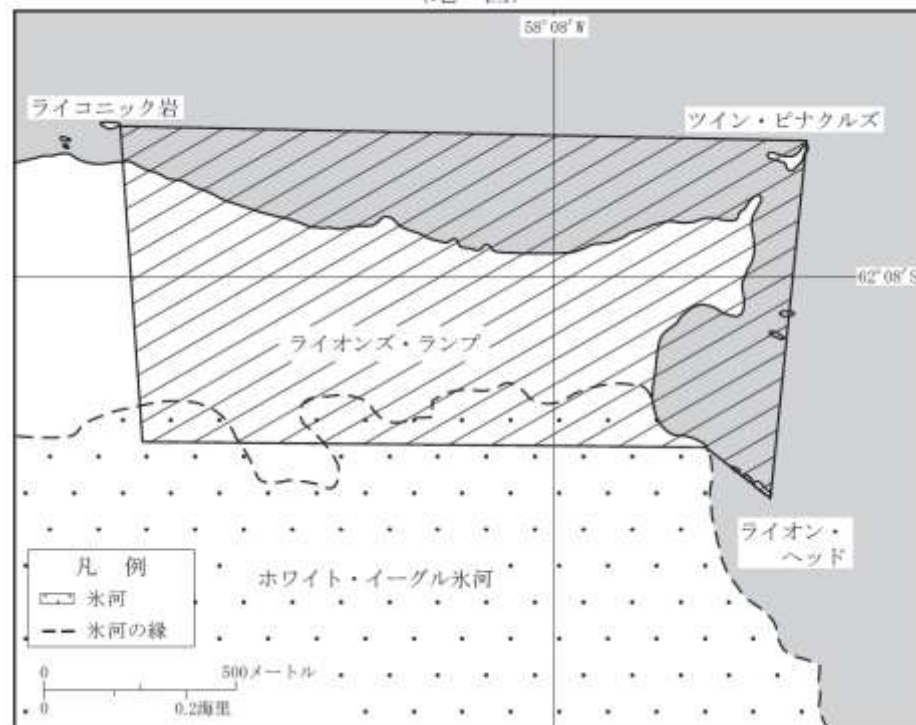 58°08′W
ライコニック岩
ツイン・ピナクルズ
62°08′S
ライオンズ・ランプ
ライオン・
ヘッド
ホワイト・イーグル氷河
凡 例
氷河
氷河の縁
0 500メートル
0 0.2海里